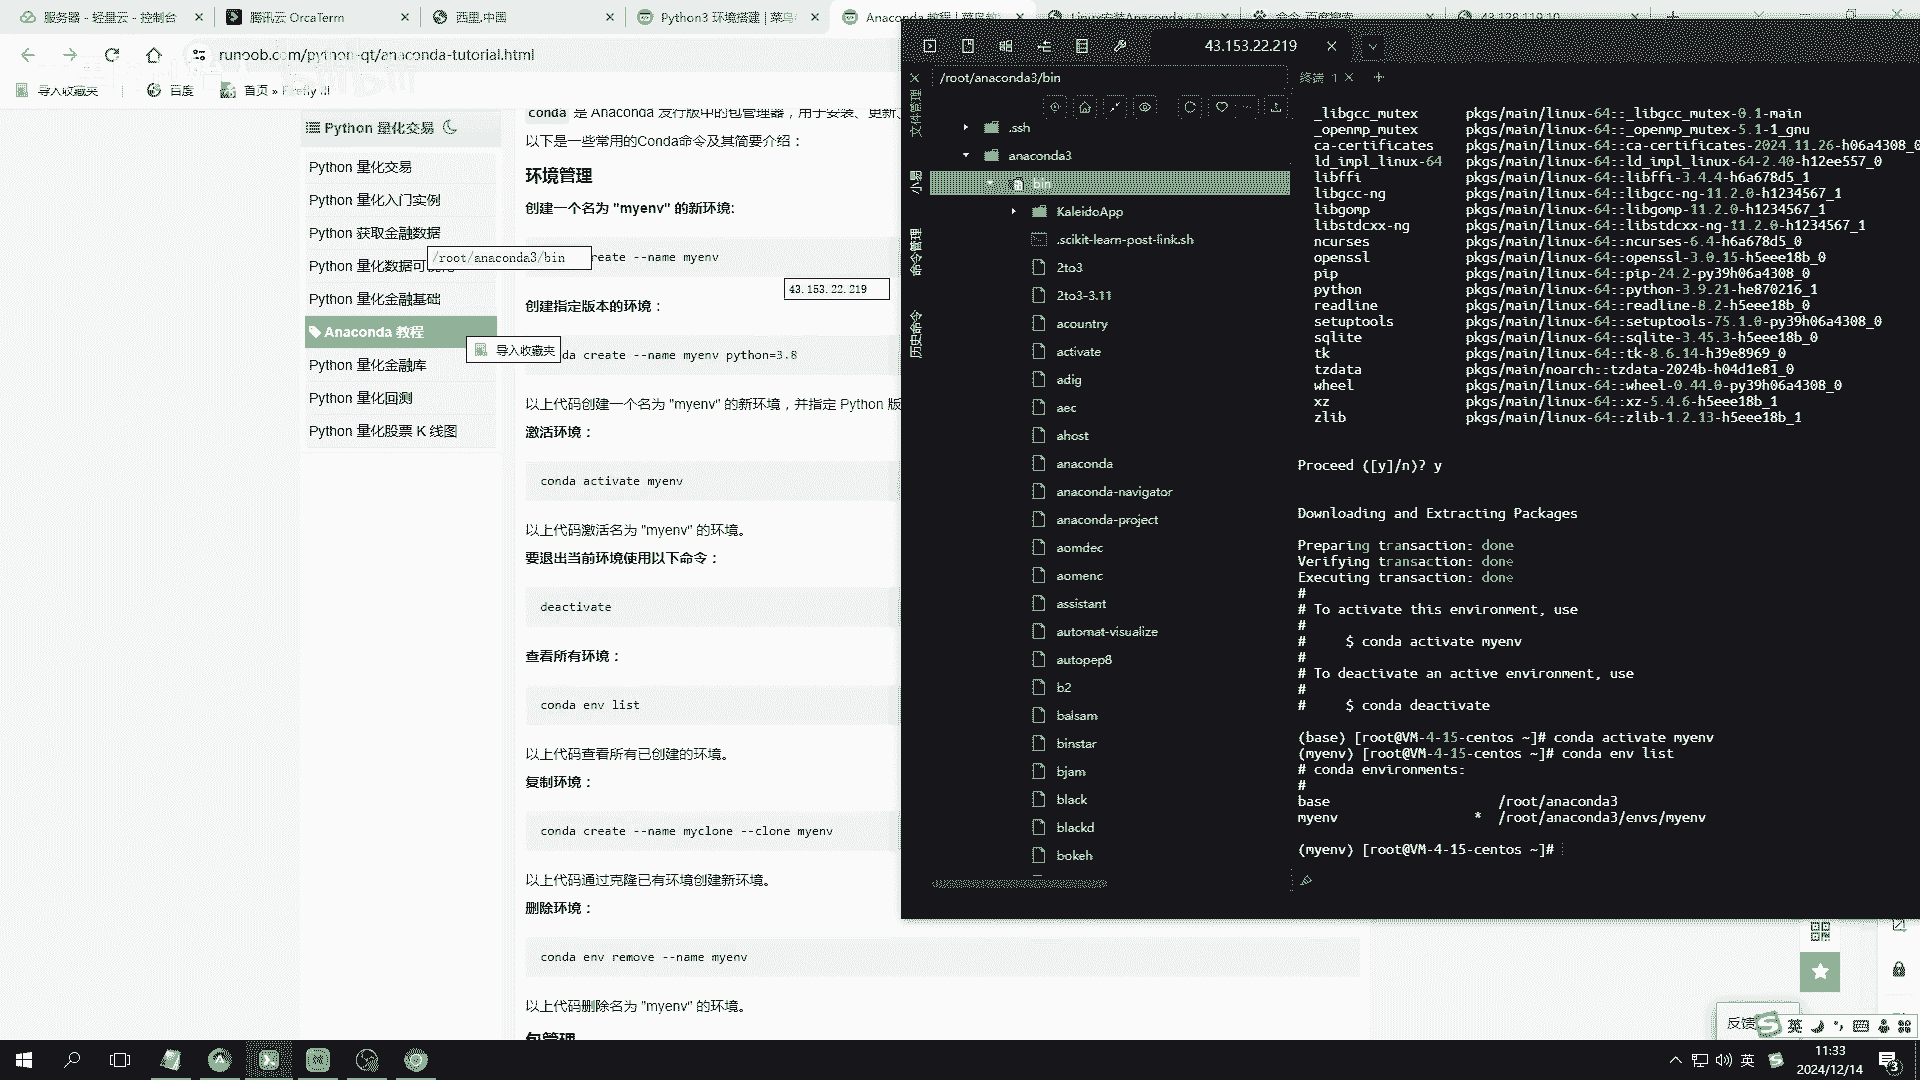 服务器 - 轻量云 - 控制台
腾讯云 OrcaTerm
西里.中国
Python3 环境搭建 | 菜鸟
Anaconda 教程 | 菜鸟教
Linux安装Anaconda
命令_百度搜索
runoob.com/python-qt/anaconda-tutorial.html
导入收藏夹
百度
首页 » Firefly AI
Python 量化交易
Python 量化交易
Python 量化入门实例
Python 获取金融数据
Python 量化数据可视化
/root/anaconda3/bin
Python 量化金融基础
Anaconda 教程
导入收藏夹
Python 量化金融库
Python 量化回测
Python 量化股票 K 线图
conda 是 Anaconda 发行版中的包管理器，用于安装、更新、
以下是一些常用的Conda命令及其简要介绍：
环境管理
创建一个名为 "myenv" 的新环境:
create --name myenv
43.153.22.219
创建指定版本的环境：
da create --name myenv python=3.8
以上代码创建一个名为 "myenv" 的新环境，并指定 Python 版
激活环境：
conda activate myenv
以上代码激活名为 "myenv" 的环境。
要退出当前环境使用以下命令：
deactivate
查看所有环境：
conda env list
以上代码查看所有已创建的环境。
复制环境：
conda create --name myclone --clone myenv
以上代码通过克隆已有环境创建新环境。
删除环境：
conda env remove --name myenv
以上代码删除名为 "myenv" 的环境。
包管理
43.153.22.219
/root/anaconda3/bin
文件管理
命令管理
历史命令
.ssh
anaconda3
bin
KaleidoApp
.scikit-learn-post-link.sh
2to3
2to3-3.11
acountry
activate
adig
aec
ahost
anaconda
anaconda-navigator
anaconda-project
aomdec
aomenc
assistant
automat-visualize
autopep8
b2
balsam
binstar
bjam
black
blackd
bokeh
终端 1
_libgcc_mutex pkgs/main/linux-64::_libgcc_mutex-0.1-main
_openmp_mutex pkgs/main/linux-64::_openmp_mutex-5.1-1_gnu
ca-certificates pkgs/main/linux-64::ca-certificates-2024.11.26-h06a4308_0
ld_impl_linux-64 pkgs/main/linux-64::ld_impl_linux-64-2.40-h12ee557_0
libffi pkgs/main/linux-64::libffi-3.4.4-h6a678d5_1
libgcc-ng pkgs/main/linux-64::libgcc-ng-11.2.0-h1234567_1
libgomp pkgs/main/linux-64::libgomp-11.2.0-h1234567_1
libstdcxx-ng pkgs/main/linux-64::libstdcxx-ng-11.2.0-h1234567_1
ncurses pkgs/main/linux-64::ncurses-6.4-h6a678d5_0
openssl pkgs/main/linux-64::openssl-3.0.15-h5eee18b_0
pip pkgs/main/linux-64::pip-24.2-py39h06a4308_0
python pkgs/main/linux-64::python-3.9.21-he870216_1
readline pkgs/main/linux-64::readline-8.2-h5eee18b_0
setuptools pkgs/main/linux-64::setuptools-75.1.0-py39h06a4308_0
sqlite pkgs/main/linux-64::sqlite-3.45.3-h5eee18b_0
tk pkgs/main/linux-64::tk-8.6.14-h39e8969_0
tzdata pkgs/main/noarch::tzdata-2024b-h04d1e81_0
wheel pkgs/main/linux-64::wheel-0.44.0-py39h06a4308_0
xz pkgs/main/linux-64::xz-5.4.6-h5eee18b_1
zlib pkgs/main/linux-64::zlib-1.2.13-h5eee18b_1
Proceed ([y]/n)? y
Downloading and Extracting Packages
Preparing transaction: done
Verifying transaction: done
Executing transaction: done
#
# To activate this environment, use
#
# $ conda activate myenv
#
# To deactivate an active environment, use
#
# $ conda deactivate
(base) [root@VM-4-15-centos ~]# conda activate myenv
(myenv) [root@VM-4-15-centos ~]# conda env list
# conda environments:
#
base /root/anaconda3
myenv * /root/anaconda3/envs/myenv
(myenv) [root@VM-4-15-centos ~]#
反馈
英
英
11:33
2024/12/14
3